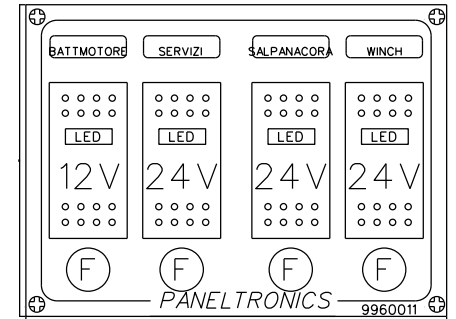 BATTMOTORE SERVIZI SALPANACORA WINCH
LED LED LED LED
12V 24V 24V 24V
F F F F
PANELTRONICS
9960011